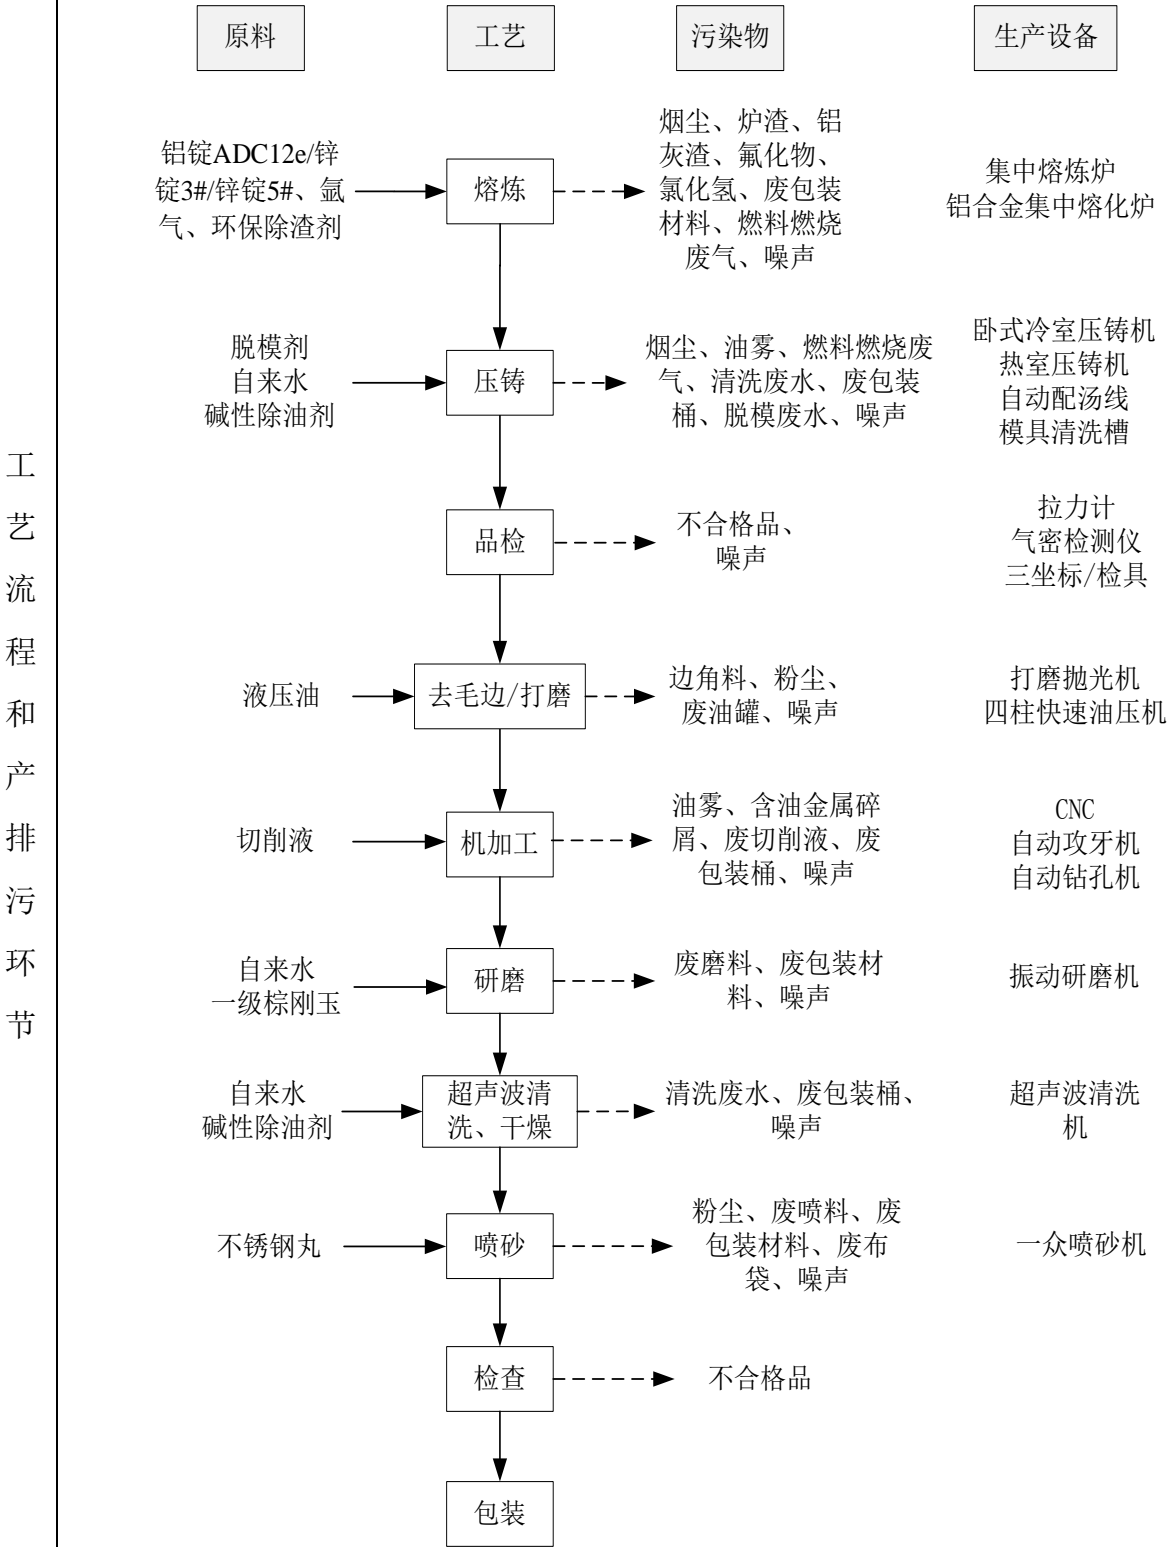 工
艺
流
程
和
产
排
污
环
节
原料
工艺
污染物
生产设备
铝锭ADC12e/锌
锭3#/锌锭5#、氩
气、环保除渣剂
熔炼
烟尘、炉渣、铝
灰渣、氟化物、
氯化氢、废包装
材料、燃料燃烧
废气、噪声
集中熔炼炉
铝合金集中熔化炉
脱模剂
自来水
碱性除油剂
压铸
烟尘、油雾、燃料燃烧废
气、清洗废水、废包装
桶、脱模废水、噪声
卧式冷室压铸机
热室压铸机
自动配汤线
模具清洗槽
品检
不合格品、
噪声
拉力计
气密检测仪
三坐标/检具
液压油
去毛边/打磨
边角料、粉尘、
废油罐、噪声
打磨抛光机
四柱快速油压机
切削液
机加工
油雾、含油金属碎
屑、废切削液、废
包装桶、噪声
CNC
自动攻牙机
自动钻孔机
自来水
一级棕刚玉
研磨
废磨料、废包装材
料、噪声
振动研磨机
自来水
碱性除油剂
超声波清
洗、干燥
清洗废水、废包装桶、
噪声
超声波清洗
机
不锈钢丸
喷砂
粉尘、废喷料、废
包装材料、废布
袋、噪声
一众喷砂机
检查
不合格品
包装